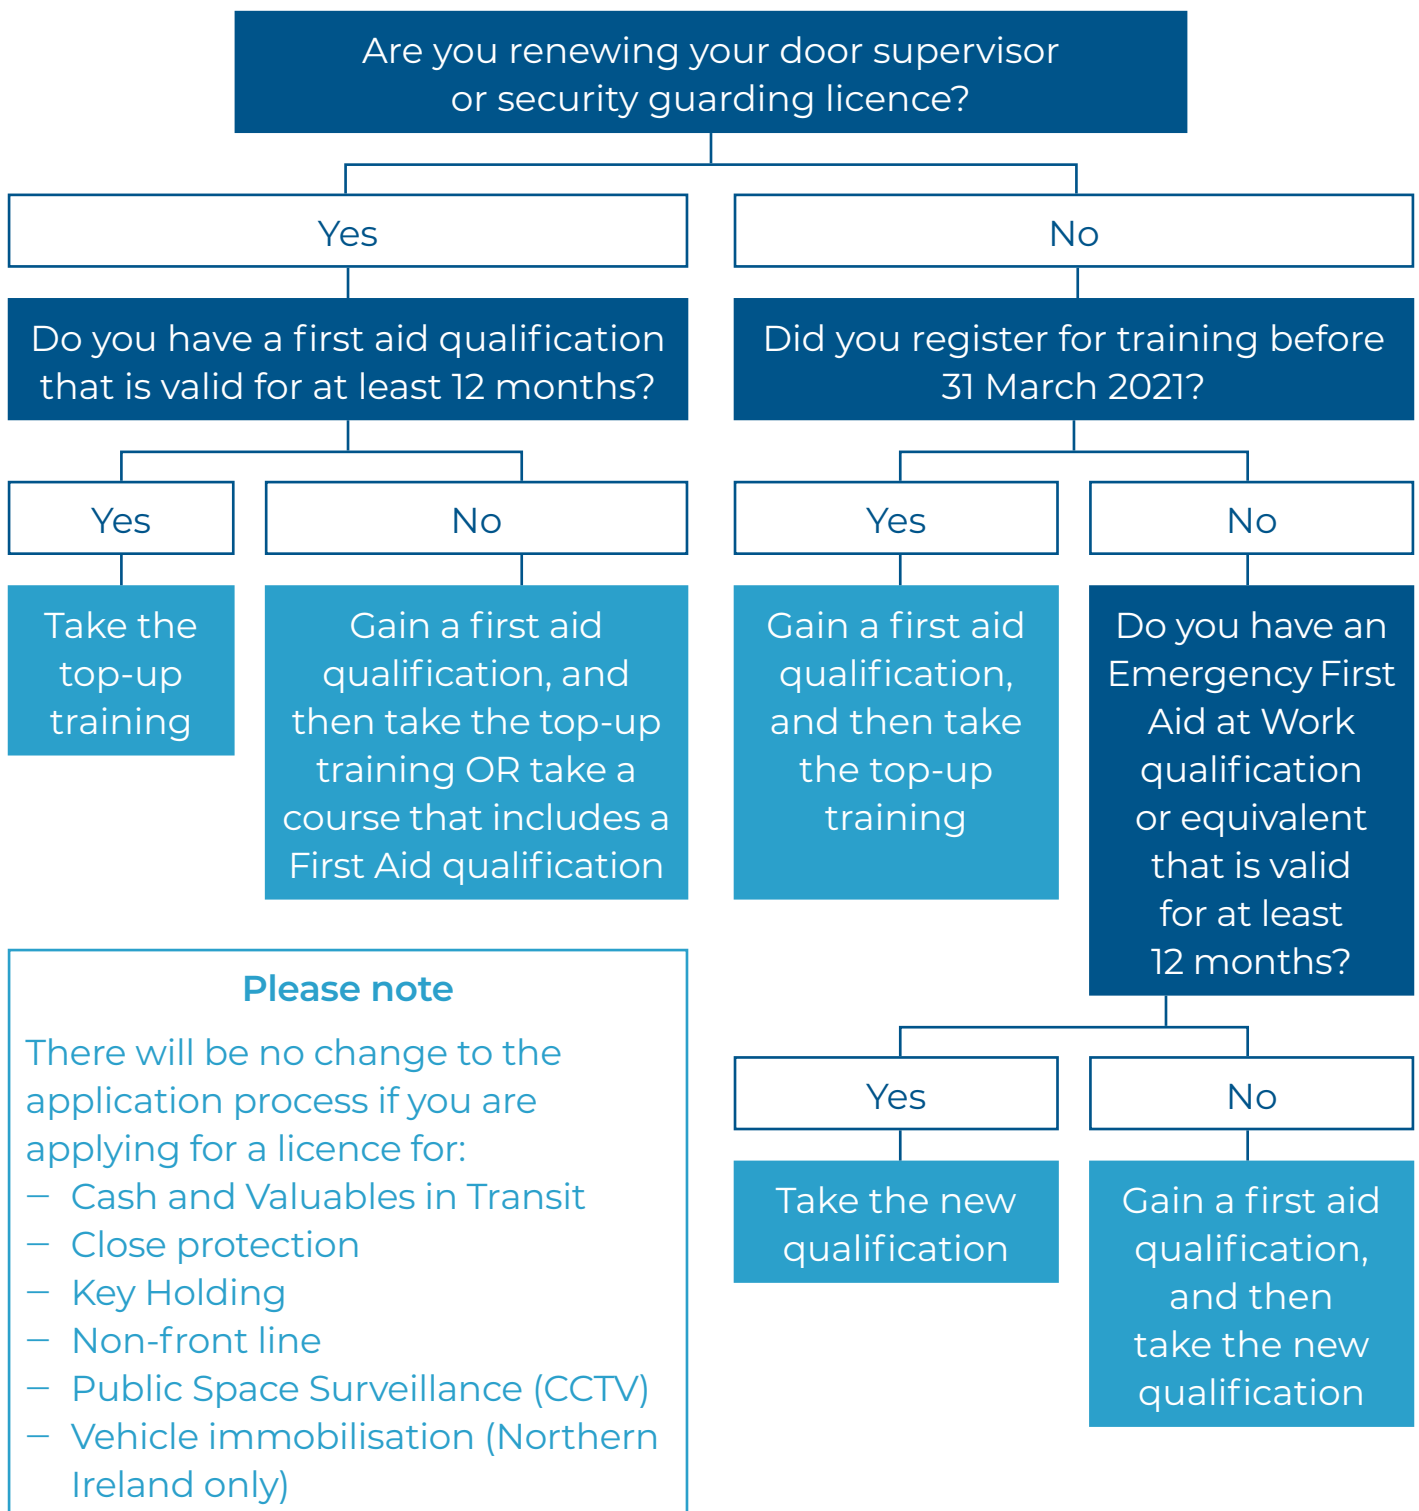 Are you renewing your door supervisor
or security guarding licence?
Yes
No
Do you have a first aid qualification
that is valid for at least 12 months?
Did you register for training before
31 March 2021?
Yes
No
Yes
No
Take the
top-up
training
Gain a first aid
qualification, and
then take the top-up
training OR take a
course that includes a
First Aid qualification
Gain a first aid
qualification,
and then take
the top-up
training
Do you have an
Emergency First
Aid at Work
qualification
or equivalent
that is valid
for at least
12 months?
Please note
There will be no change to the
application process if you are
applying for a licence for:
– Cash and Valuables in Transit
– Close protection
– Key Holding
– Non-front line
– Public Space Surveillance (CCTV)
– Vehicle immobilisation (Northern
Ireland only)
Yes
No
Take the new
qualification
Gain a first aid
qualification,
and then
take the new
qualification